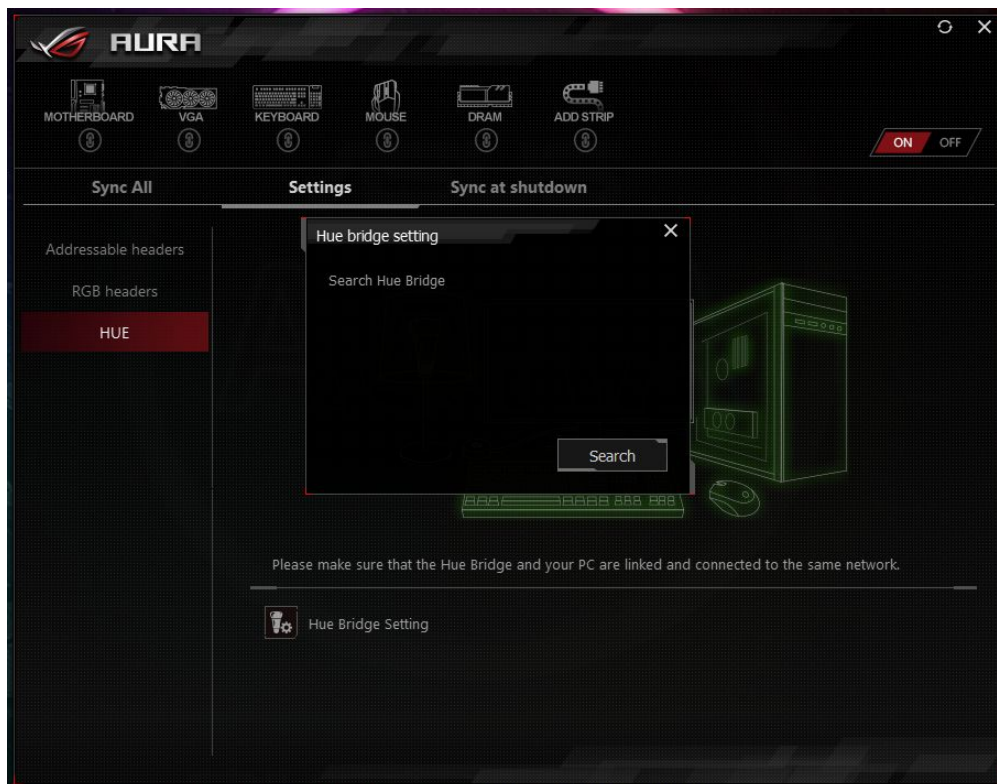 AURA
MOTHERBOARD VGA KEYBOARD MOUSE DRAM ADD STRIP
ON OFF
Sync All Settings Sync at shutdown
Addressable headers
RGB headers
HUE
Hue bridge setting
Search Hue Bridge
Search
Please make sure that the Hue Bridge and your PC are linked and connected to the same network.
Hue Bridge Setting